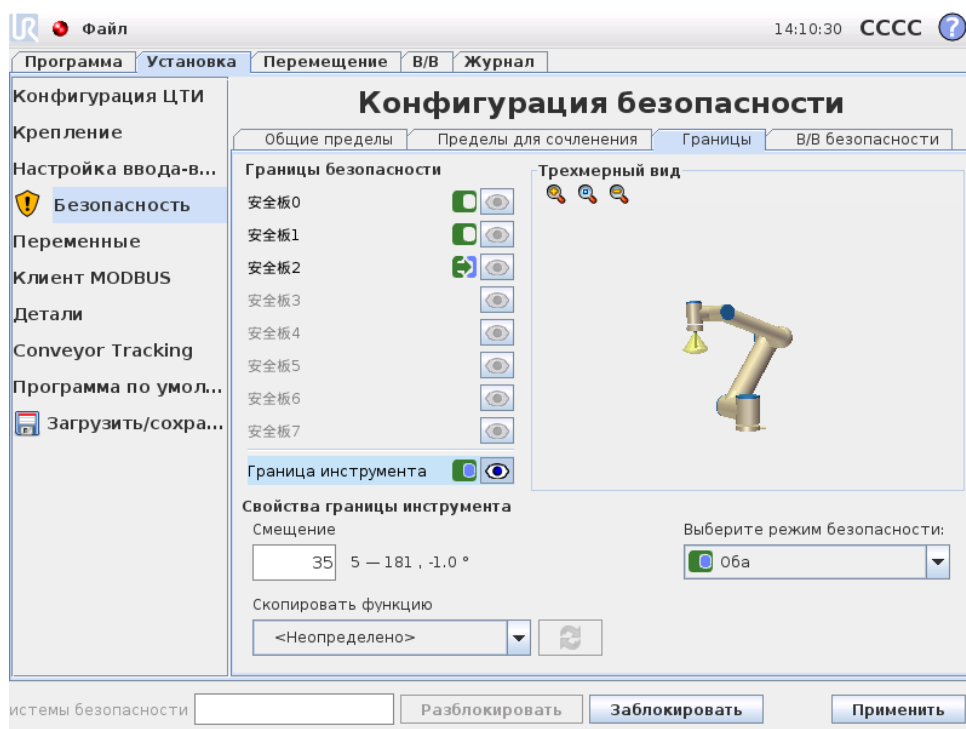 UR Файл 14:10:30 CCCC ?
Программа Установка Перемещение В/В Журнал
Конфигурация ЦТИ
Крепление
Настройка ввода-в...
Безопасность
Переменные
Клиент MODBUS
Детали
Conveyor Tracking
Программа по умол...
Загрузить/сохра...
Конфигурация безопасности
Общие пределы Пределы для сочленения Границы В/В безопасности
Границы безопасности
安全板0
安全板1
安全板2
安全板3
安全板4
安全板5
安全板6
安全板7
Граница инструмента
Трехмерный вид
Свойства границы инструмента
Смещение
35 5 — 181 , -1.0 °
Выберите режим безопасности:
Оба
Скопировать функцию
<Неопределено>
истемы безопасности Разблокировать Заблокировать Применить